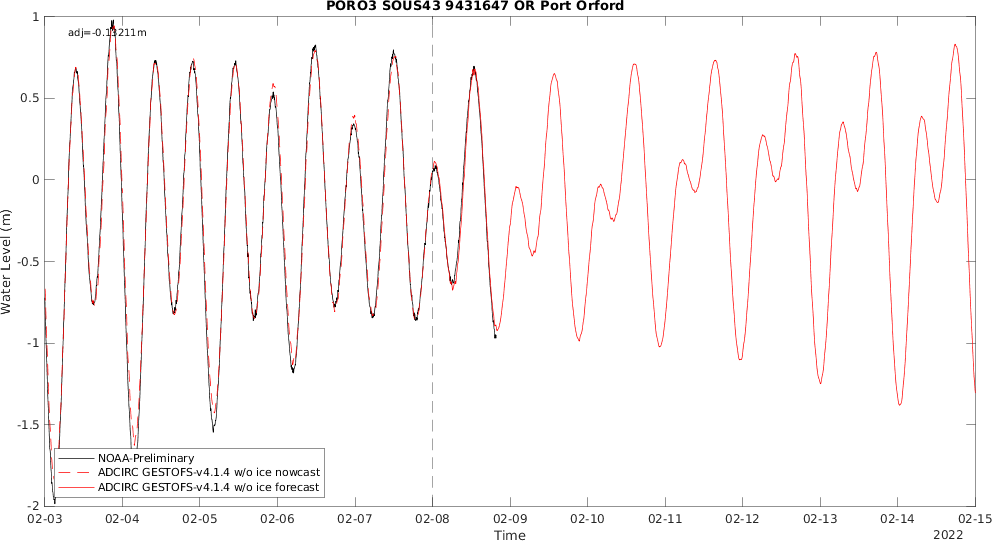 PORO3 SOUS43 9431647 OR Port Orford
adj=-0.13211m
Water Level (m)
1
0.5
0
-0.5
-1
-1.5
-2
NOAA-Preliminary
ADCIRC GESTOFS-v4.1.4 w/o ice nowcast
ADCIRC GESTOFS-v4.1.4 w/o ice forecast
02-03 02-04 02-05 02-06 02-07 02-08 02-09 02-10 02-11 02-12 02-13 02-14 02-15
Time
2022